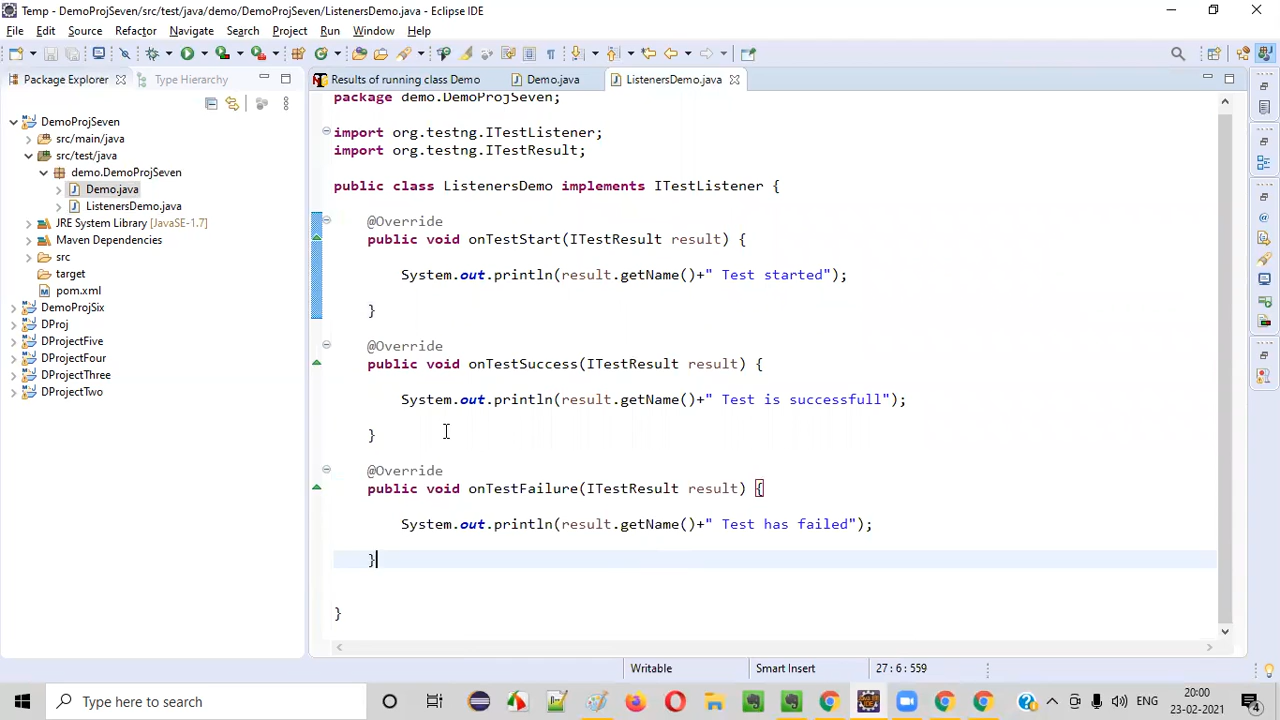 Temp - DemoProjSeven/src/test/java/demo/DemoProjSeven/ListenersDemo.java - Eclipse IDE
File Edit Source Refactor Navigate Search Project Run Window Help
Package Explorer
Type Hierarchy
DemoProjSeven
src/main/java
src/test/java
demo.DemoProjSeven
Demo.java
ListenersDemo.java
JRE System Library [JavaSE-1.7]
Maven Dependencies
src
target
pom.xml
DemoProjSix
DProj
DProjectFive
DProjectFour
DProjectThree
DProjectTwo
Results of running class Demo
Demo.java
ListenersDemo.java
package demo.DemoProjSeven;
import org.testng.ITestListener;
import org.testng.ITestResult;
public class ListenersDemo implements ITestListener {
@Override
public void onTestStart(ITestResult result) {
System.out.println(result.getName()+" Test started");
}
@Override
public void onTestSuccess(ITestResult result) {
System.out.println(result.getName()+" Test is successfull");
}
@Override
public void onTestFailure(ITestResult result) {
System.out.println(result.getName()+" Test has failed");
}
}
Writable
Smart Insert
27 : 6 : 559
Type here to search
ENG
20:00
23-02-2021
4